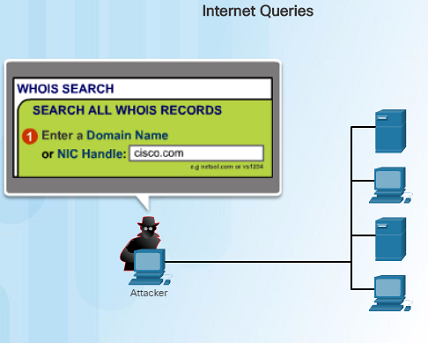 Internet Queries
WHOIS SEARCH
SEARCH ALL WHOIS RECORDS
1 Enter a Domain Name
or NIC Handle: cisco.com
e.g netsol.com or vs1234
Attacker